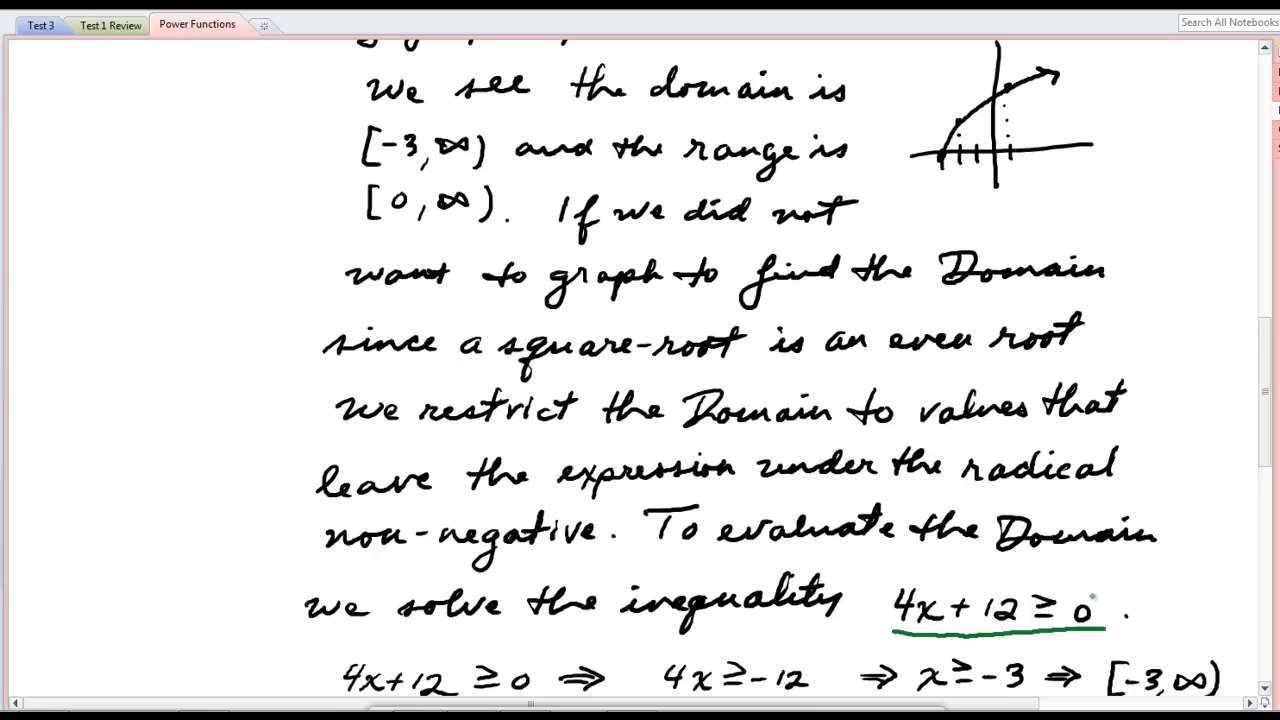 Test 3 Test 1 Review Power Functions
Search All Notebooks
we see the domain is
[-3, ∞) and the range is
[0, ∞). If we did not
want to graph to find the Domain
since a square-root is an even root
we restrict the Domain to values that
leave the expression under the radical
non-negative. To evaluate the Domain
we solve the inequality 4x + 12 ≥ 0.
4x+12 ≥ 0 ⇒ 4x ≥ -12 ⇒ x ≥ -3 ⇒ [-3, ∞)